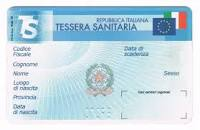 REPUBBLICA ITALIANA
TESSERA SANITARIA
TS
Codice Fiscale
Data di scadenza
Cognome
Nome
Sesso
Luogo di nascita
Provincia
Data di nascita